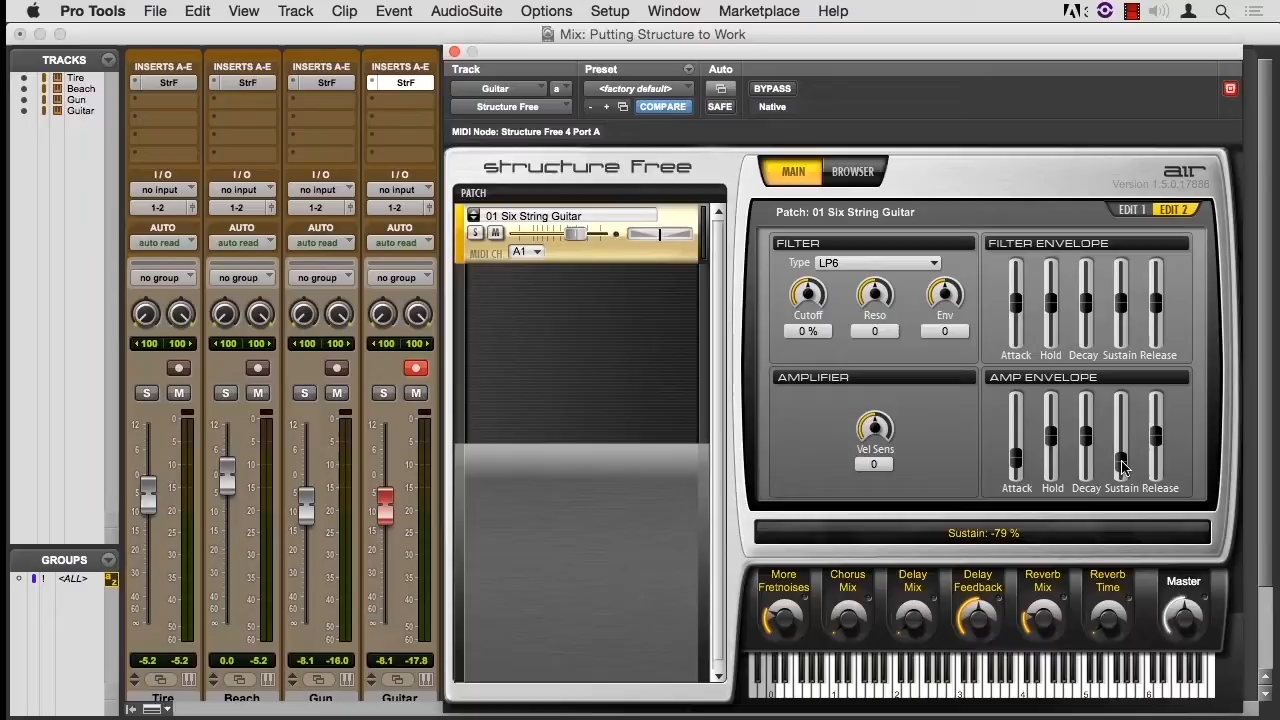 Pro Tools File Edit View Track Clip Event AudioSuite Options Setup Window Marketplace Help
Mix: Putting Structure to Work
TRACKS
Tire
Beach
Gun
Guitar
GROUPS
! <ALL> a z
INSERTS A-E INSERTS A-E INSERTS A-E INSERTS A-E
StrF StrF StrF StrF
I / O I / O I / O I / O
no input no input no input no input
1-2 1-2 1-2 1-2
AUTO AUTO AUTO AUTO
auto read auto read auto read auto read
no group no group no group no group
100 100 100 100 100 100 100 100
S M S M S M S M
-5.2 -5.2 0.0 -5.2 -8.1 -16.0 -8.1 -17.8
Tire Beach Gun Guitar
Track Preset Auto
Guitar a <factory default> BYPASS
Structure Free - + COMPARE SAFE Native
MIDI Node: Structure Free 4 Port A
structure Free
PATCH
01 Six String Guitar
S M
MIDI CH A1
MAIN BROWSER
air
Version 1.5.0.17886
Patch: 01 Six String Guitar EDIT 1 EDIT 2
FILTER
Type LP6
Cutoff Reso Env
0 % 0 0
FILTER ENVELOPE
Attack Hold Decay Sustain Release
AMPLIFIER
Vel Sens
0
AMP ENVELOPE
Attack Hold Decay Sustain Release
Sustain: -79 %
More Fretnoises
Chorus Mix
Delay Mix
Delay Feedback
Reverb Mix
Reverb Time
Master
0 1 2 3 4 5 6